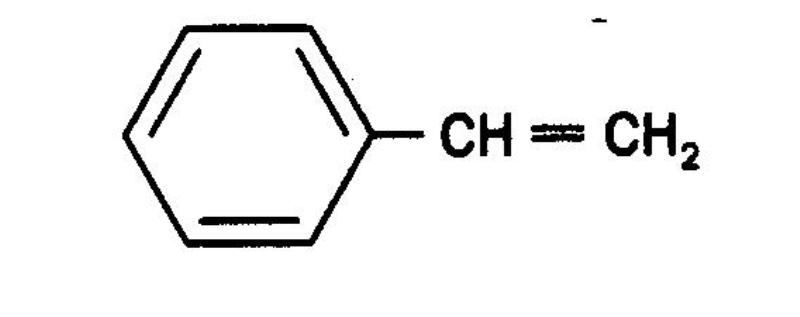 CH = CH₂